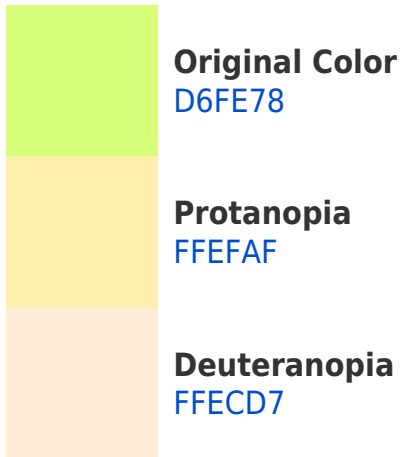 Original Color
D6FE78
Protanopia
FFEFAF
Deuteranopia
FFECD7